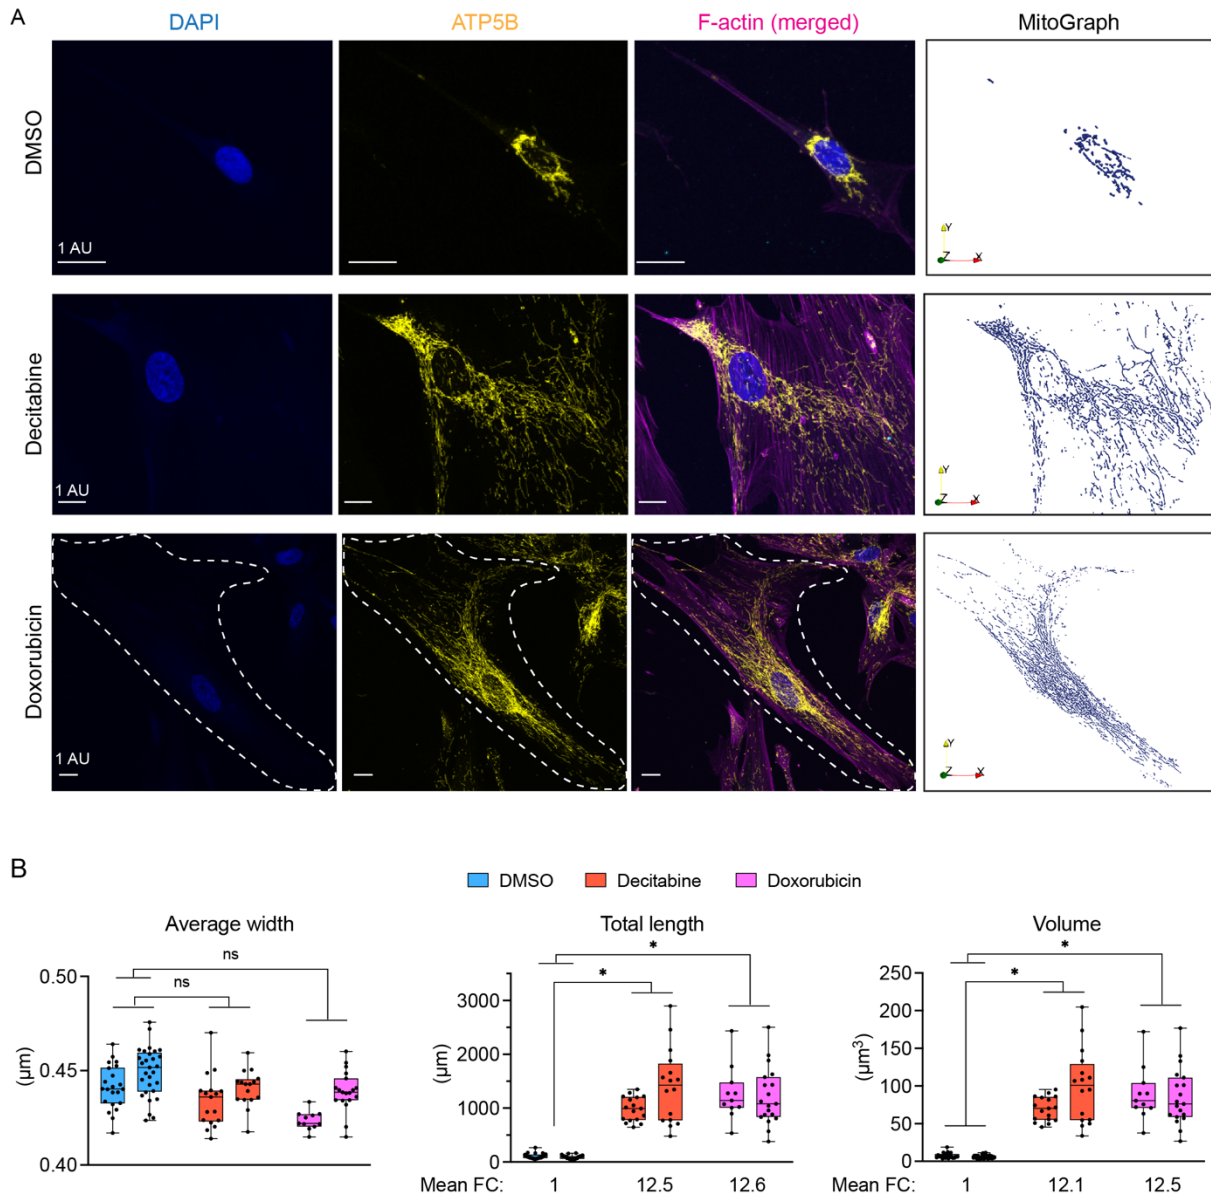 A
DAPI
ATP5B
F-actin (merged)
MitoGraph
DMSO
1 AU
Y
Z
X
Decitabine
1 AU
Y
Z
X
Doxorubicin
1 AU
Y
Z
X
B
DMSO
Decitabine
Doxorubicin
Average width
ns
ns
0.50
0.45
0.40
(μm)
Total length
*
*
3000
2000
1000
0
(μm)
Mean FC: 1 12.5 12.6
Volume
*
*
250
200
150
100
50
0
(μm³)
Mean FC: 1 12.1 12.5